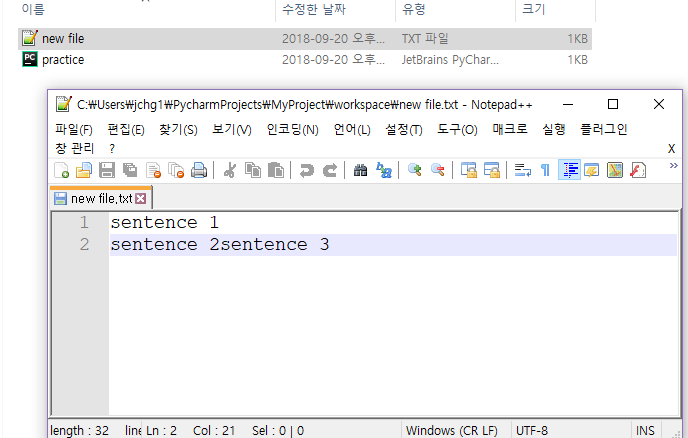 이름 수정한 날짜 유형 크기
new file 2018-09-20 오후... TXT 파일 1KB
practice 2018-09-20 오후... JetBrains PyChar... 1KB
C:₩Users₩jchg1₩PycharmProjects₩MyProject₩workspace₩new file.txt - Notepad++
파일(F) 편집(E) 찾기(S) 보기(V) 인코딩(N) 언어(L) 설정(T) 도구(O) 매크로 실행 플러그인
창 관리 ? X
new file.txt
1 sentence 1
2 sentence 2sentence 3
length : 32 line Ln : 2 Col : 21 Sel : 0 | 0 Windows (CR LF) UTF-8 INS